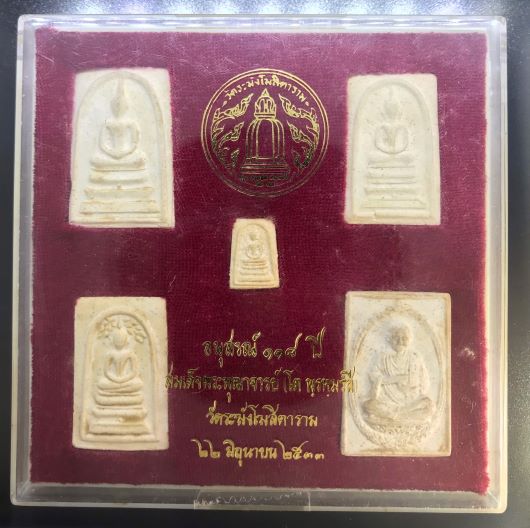 วัดระฆังโฆสิตาราม
อนุสรณ์ ๑๑๘ ปี
สมเด็จพระพุฒาจารย์ (โต พฺรหฺมรํสี)
วัดระฆังโฆสิตาราม
๒๒ มิถุนายน ๒๕๓๓